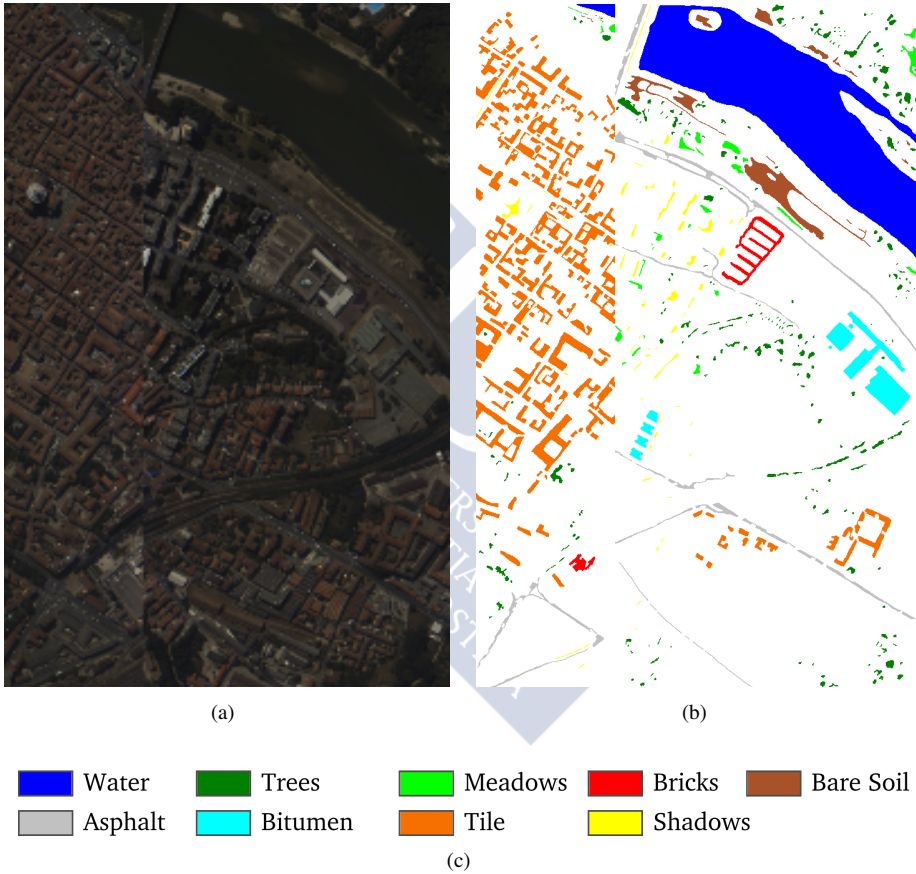 (a)
(b)
Water
Trees
Meadows
Bricks
Bare Soil
Asphalt
Bitumen
Tile
Shadows
(c)